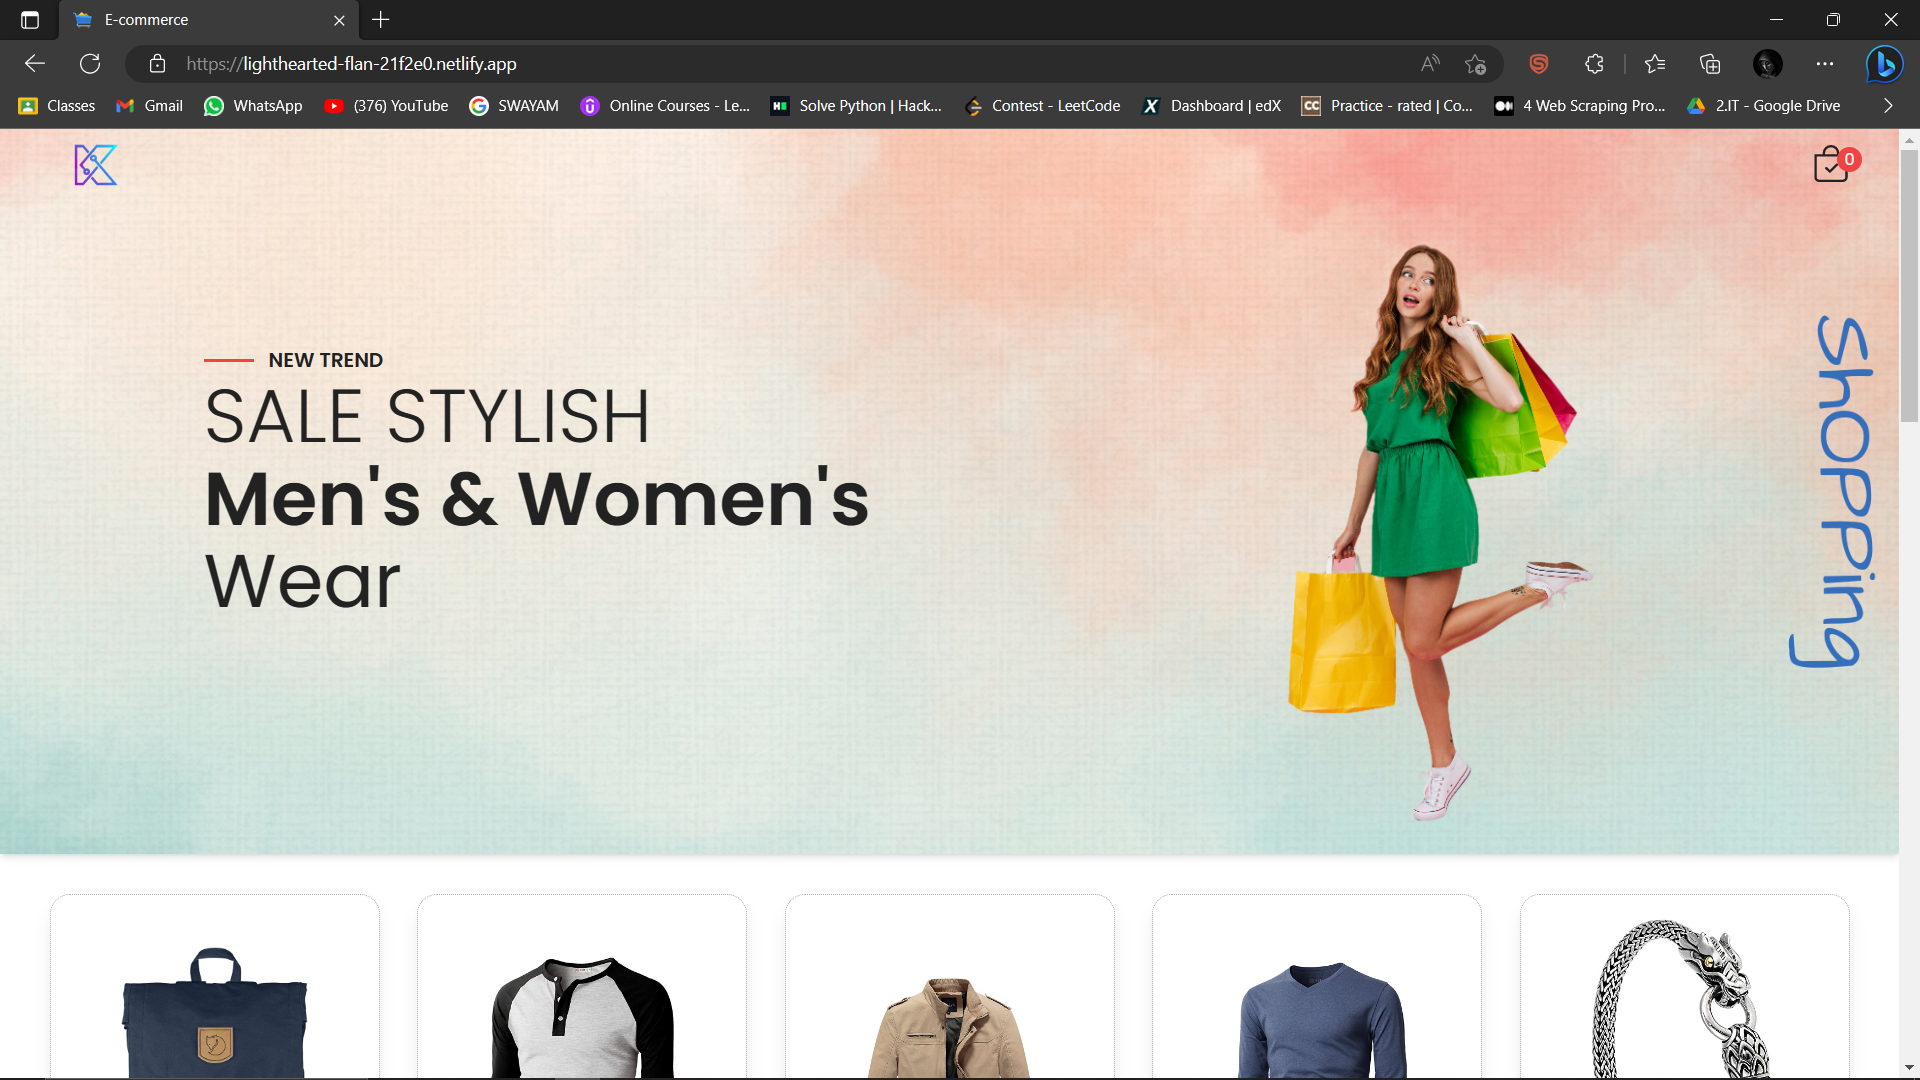 E-commerce
https://lighthearted-flan-21f2e0.netlify.app
Classes
Gmail
WhatsApp
(376) YouTube
SWAYAM
Online Courses - Le...
Solve Python | Hack...
Contest - LeetCode
Dashboard | edX
Practice - rated | Co...
4 Web Scraping Pro...
2.IT - Google Drive
0
NEW TREND
SALE STYLISH
Men's & Women's
Wear
Shopping